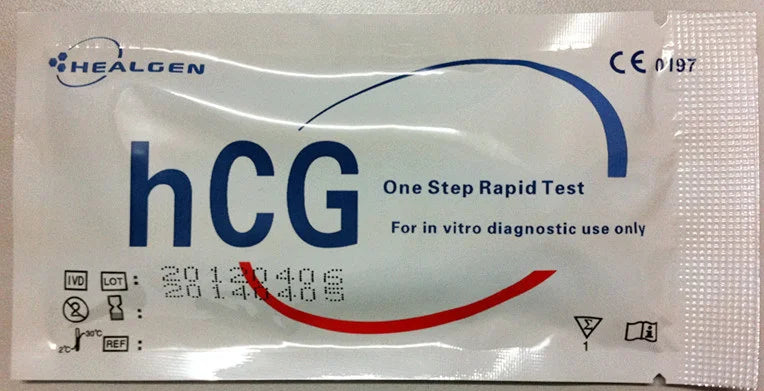 HEALGEN
CE 0197
hCG
One Step Rapid Test
For in vitro diagnostic use only
IVD LOT : 20120406
2 : 20140405
2°C 30°C REF :
Σ
1
i